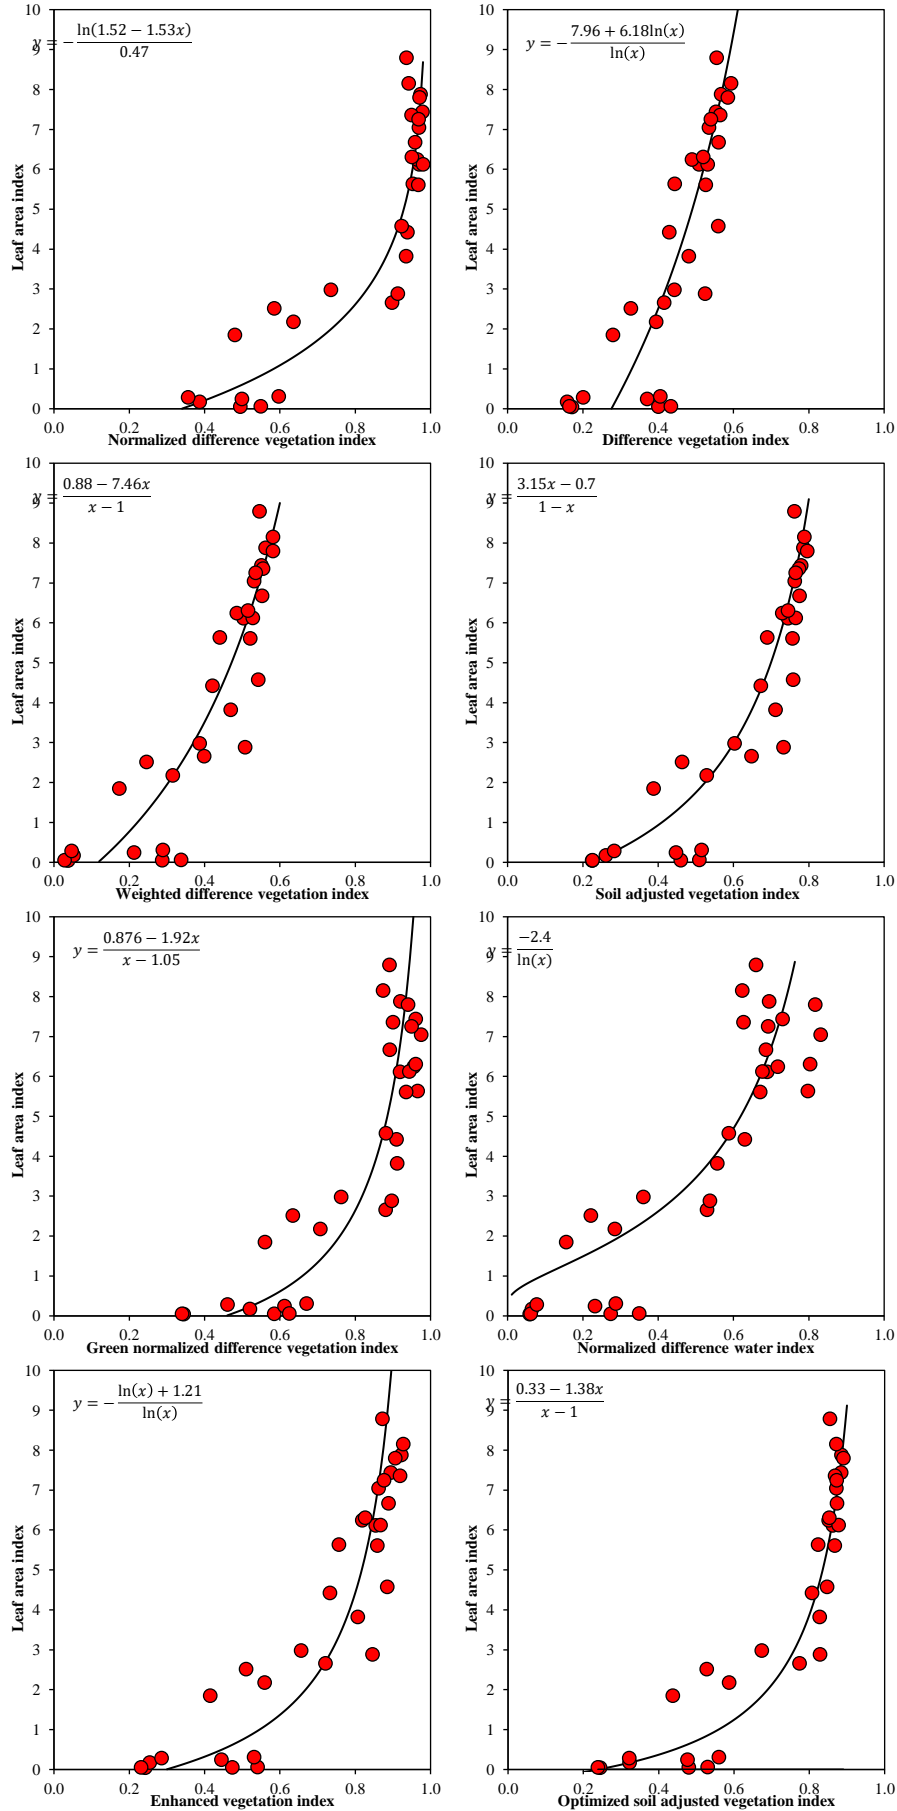 y = − ln(1.52 − 1.53x) / 0.47
Leaf area index
10
9
8
7
6
5
4
3
2
1
0
0.0 0.2 0.4 0.6 0.8 1.0
Normalized difference vegetation index
y = − 7.96 + 6.18ln(x) / ln(x)
Leaf area index
10
9
8
7
6
5
4
3
2
1
0
0.0 0.2 0.4 0.6 0.8 1.0
Difference vegetation index
y = 0.88 − 7.46x / x − 1
Leaf area index
10
9
8
7
6
5
4
3
2
1
0
0.0 0.2 0.4 0.6 0.8 1.0
Weighted difference vegetation index
y = 3.15x − 0.7 / 1 − x
Leaf area index
10
9
8
7
6
5
4
3
2
1
0
0.0 0.2 0.4 0.6 0.8 1.0
Soil adjusted vegetation index
y = 0.876 − 1.92x / x − 1.05
Leaf area index
10
9
8
7
6
5
4
3
2
1
0
0.0 0.2 0.4 0.6 0.8 1.0
Green normalized difference vegetation index
y = −2.4 / ln(x)
Leaf area index
10
9
8
7
6
5
4
3
2
1
0
0.0 0.2 0.4 0.6 0.8 1.0
Normalized difference water index
y = − ln(x) + 1.21 / ln(x)
Leaf area index
10
9
8
7
6
5
4
3
2
1
0
0.0 0.2 0.4 0.6 0.8 1.0
Enhanced vegetation index
y = 0.33 − 1.38x / x − 1
Leaf area index
10
9
8
7
6
5
4
3
2
1
0
0.0 0.2 0.4 0.6 0.8 1.0
Optimized soil adjusted vegetation index